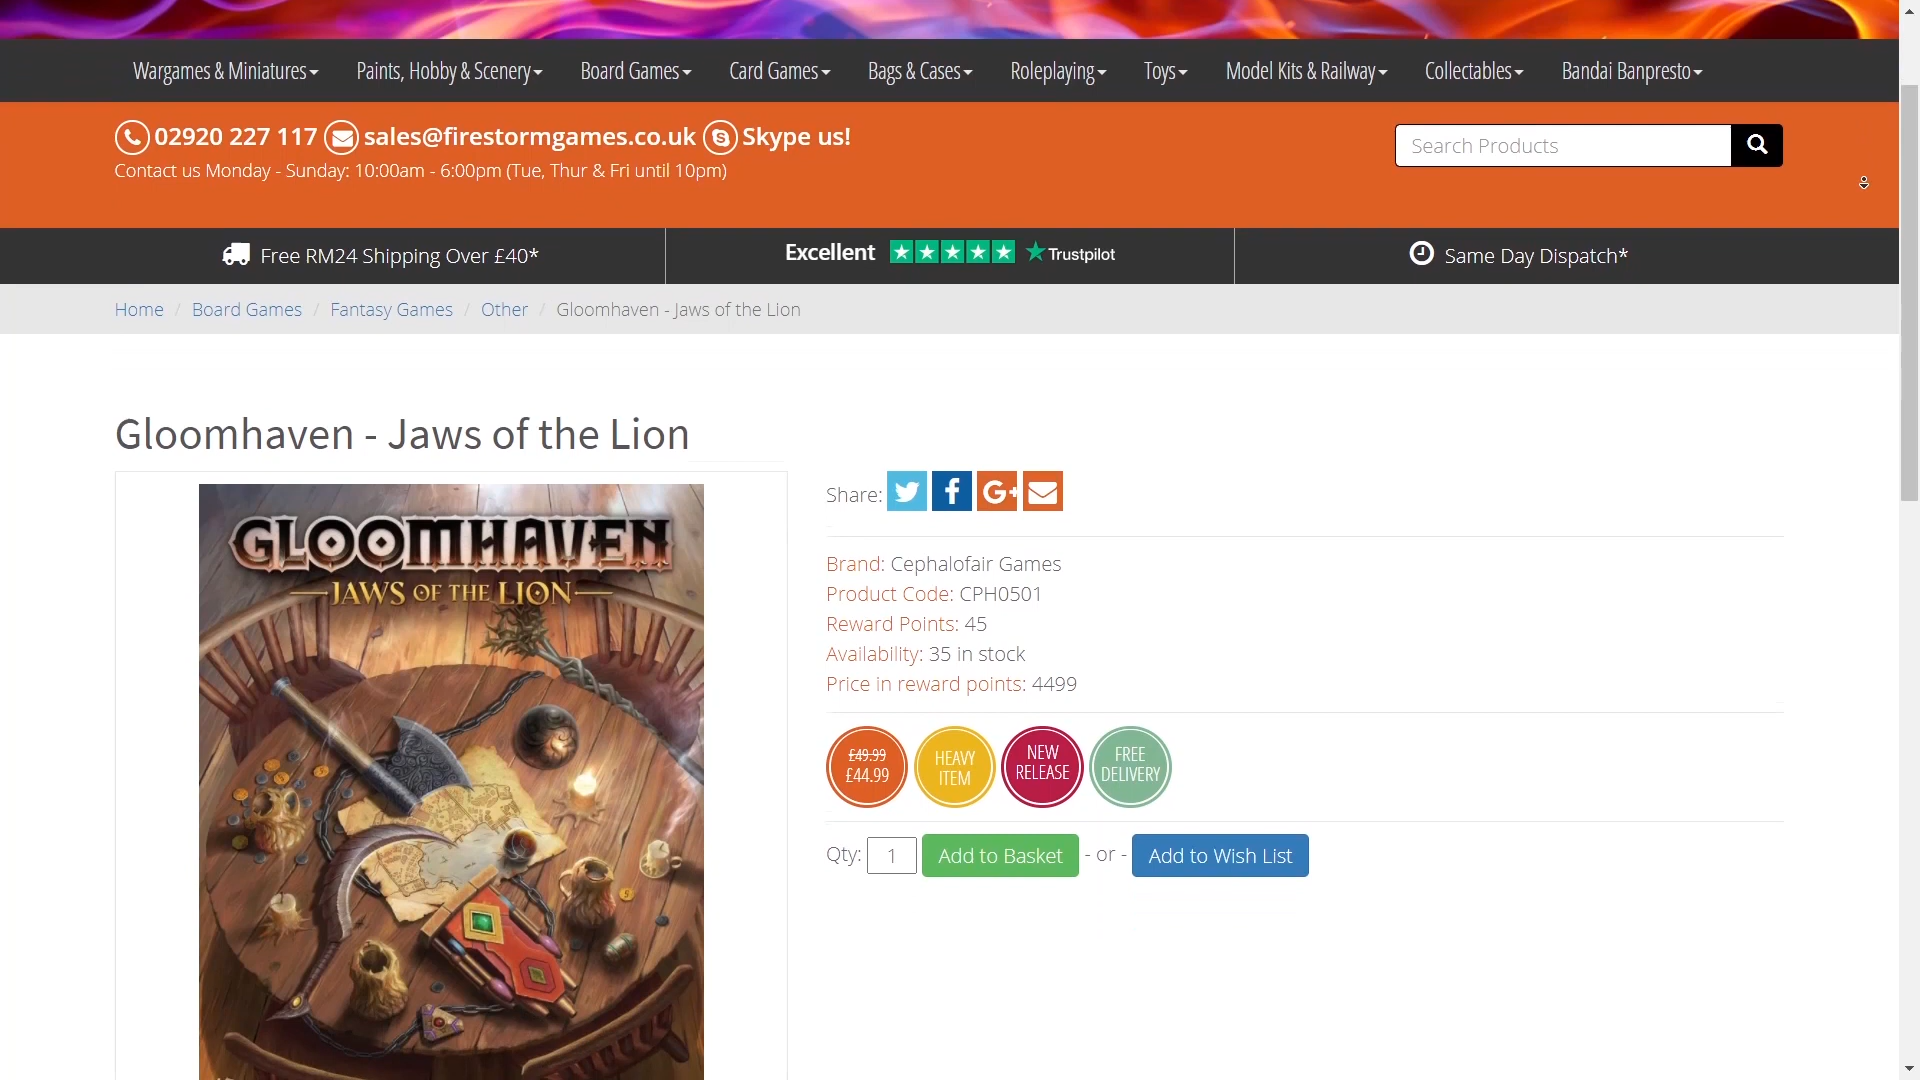 Wargames & Miniatures Paints, Hobby & Scenery Board Games Card Games Bags & Cases Roleplaying Toys Model Kits & Railway Collectables Bandai Banpresto
02920 227 117 sales@firestormgames.co.uk Skype us!
Search Products
Contact us Monday - Sunday: 10:00am - 6:00pm (Tue, Thur & Fri until 10pm)
Free RM24 Shipping Over £40*
Excellent Trustpilot
Same Day Dispatch*
Home / Board Games / Fantasy Games / Other / Gloomhaven - Jaws of the Lion
Gloomhaven - Jaws of the Lion
GLOOMHAVEN
JAWS OF THE LION
Share: f G+
Brand: Cephalofair Games
Product Code: CPH0501
Reward Points: 45
Availability: 35 in stock
Price in reward points: 4499
£49.99
£44.99
HEAVY
ITEM
NEW
RELEASE
FREE
DELIVERY
Qty: 1 Add to Basket - or - Add to Wish List